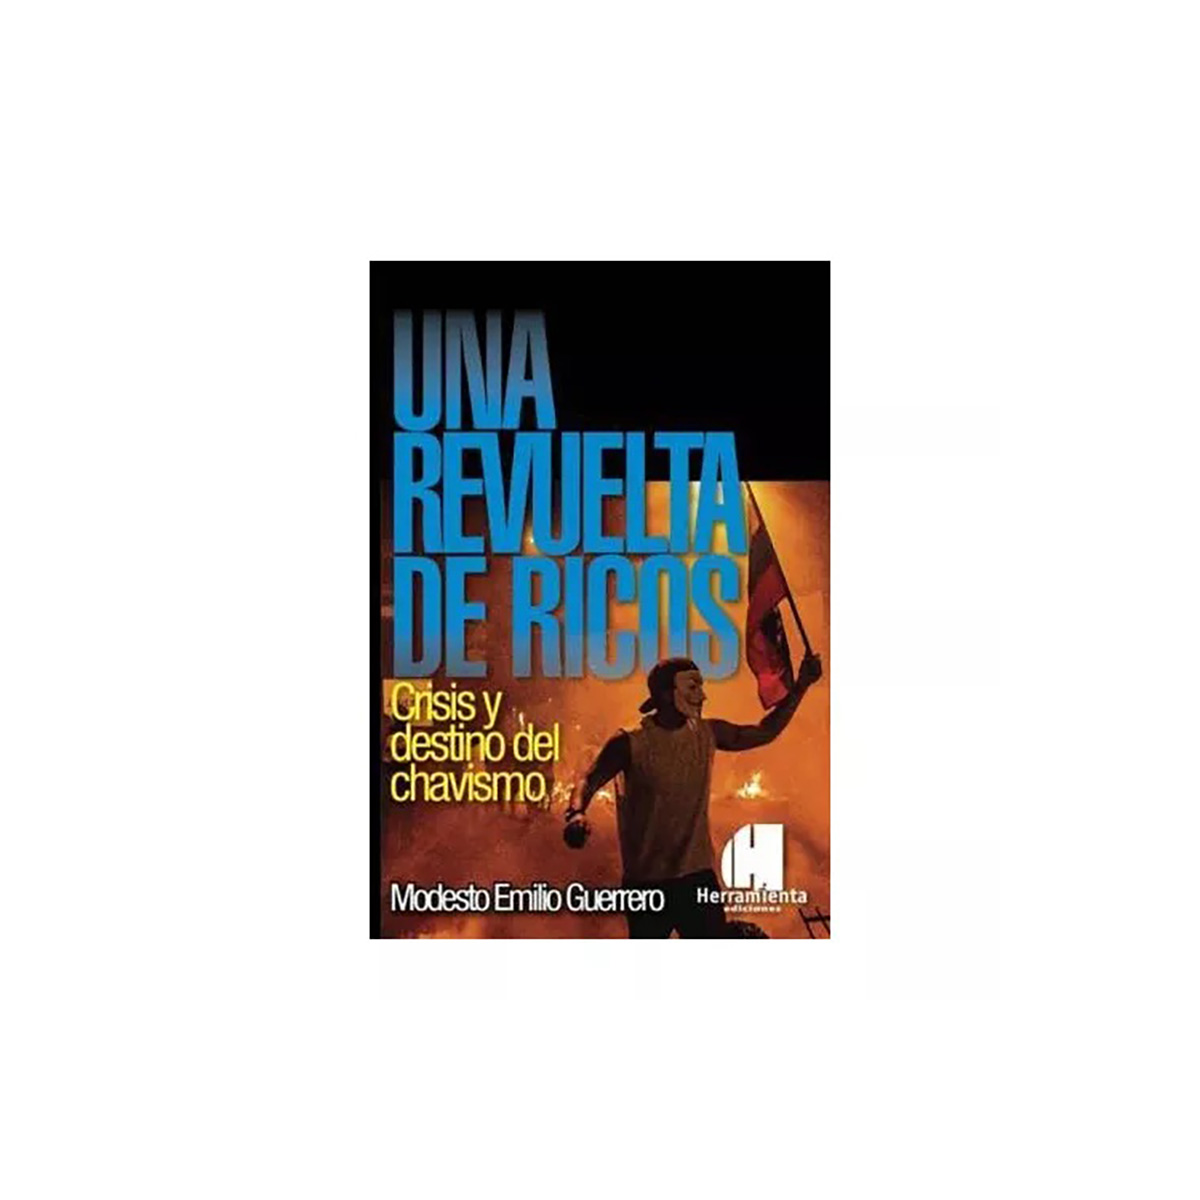 UNA
REVUELTA
DE RICOS
Crisis y
destino del
chavismo
Modesto Emilio Guerrero
H
Herramienta
ediciones